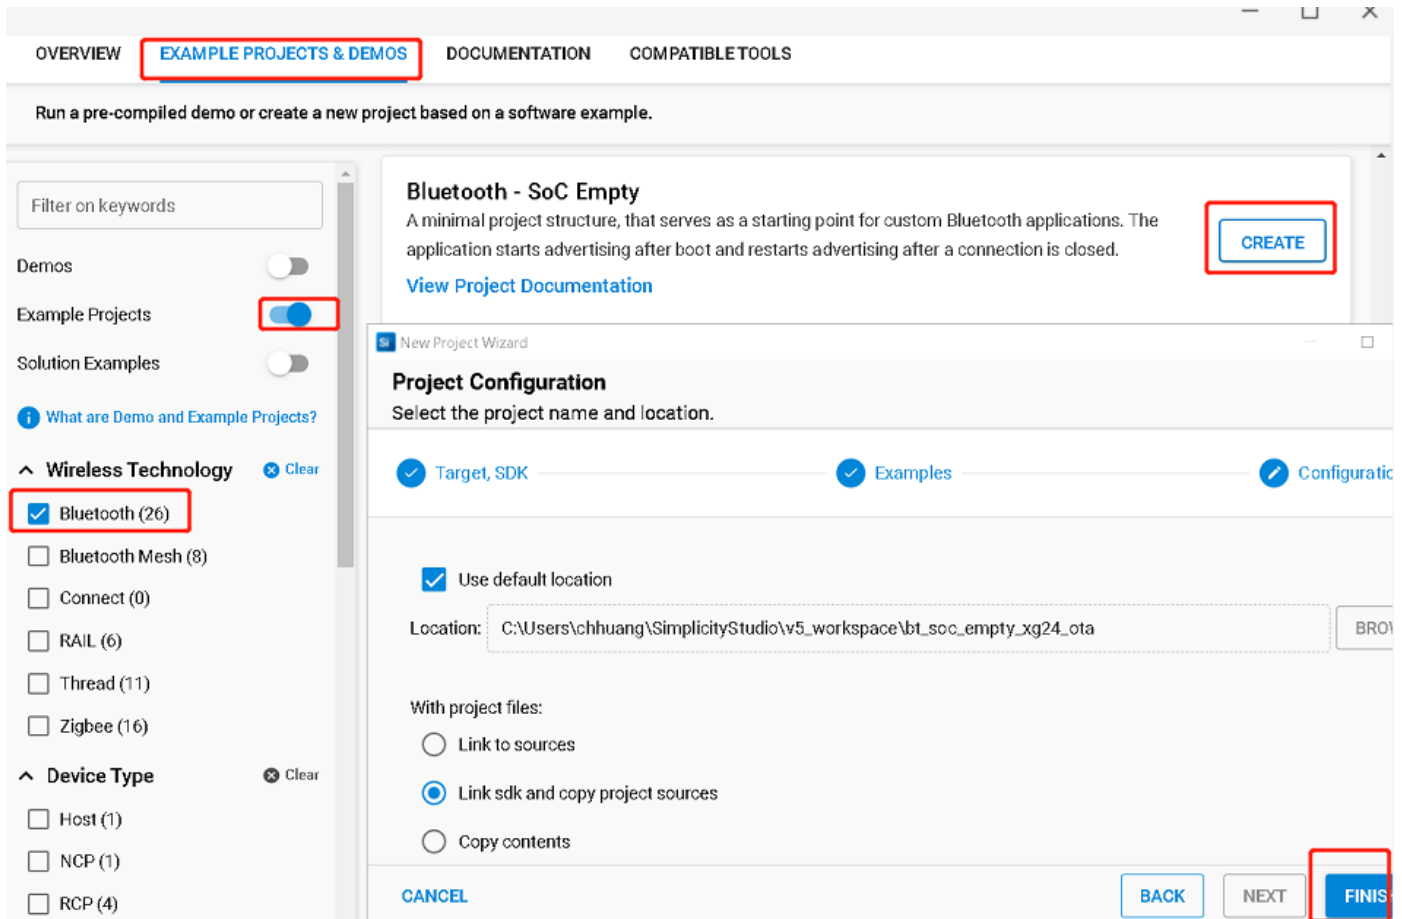 OVERVIEW EXAMPLE PROJECTS & DEMOS DOCUMENTATION COMPATIBLE TOOLS
Run a pre-compiled demo or create a new project based on a software example.
Filter on keywords
Demos
Example Projects
Solution Examples
What are Demo and Example Projects?
Wireless Technology Clear
Bluetooth (26)
Bluetooth Mesh (8)
Connect (0)
RAIL (6)
Thread (11)
Zigbee (16)
Device Type Clear
Host (1)
NCP (1)
RCP (4)
Bluetooth - SoC Empty
A minimal project structure, that serves as a starting point for custom Bluetooth applications. The
application starts advertising after boot and restarts advertising after a connection is closed.
View Project Documentation
CREATE
Si New Project Wizard
Project Configuration
Select the project name and location.
Target, SDK Examples Configuratio
Use default location
Location: C:\Users\chhuang\SimplicityStudio\v5_workspace\bt_soc_empty_xg24_ota BROW
With project files:
Link to sources
Link sdk and copy project sources
Copy contents
CANCEL BACK NEXT FINIS